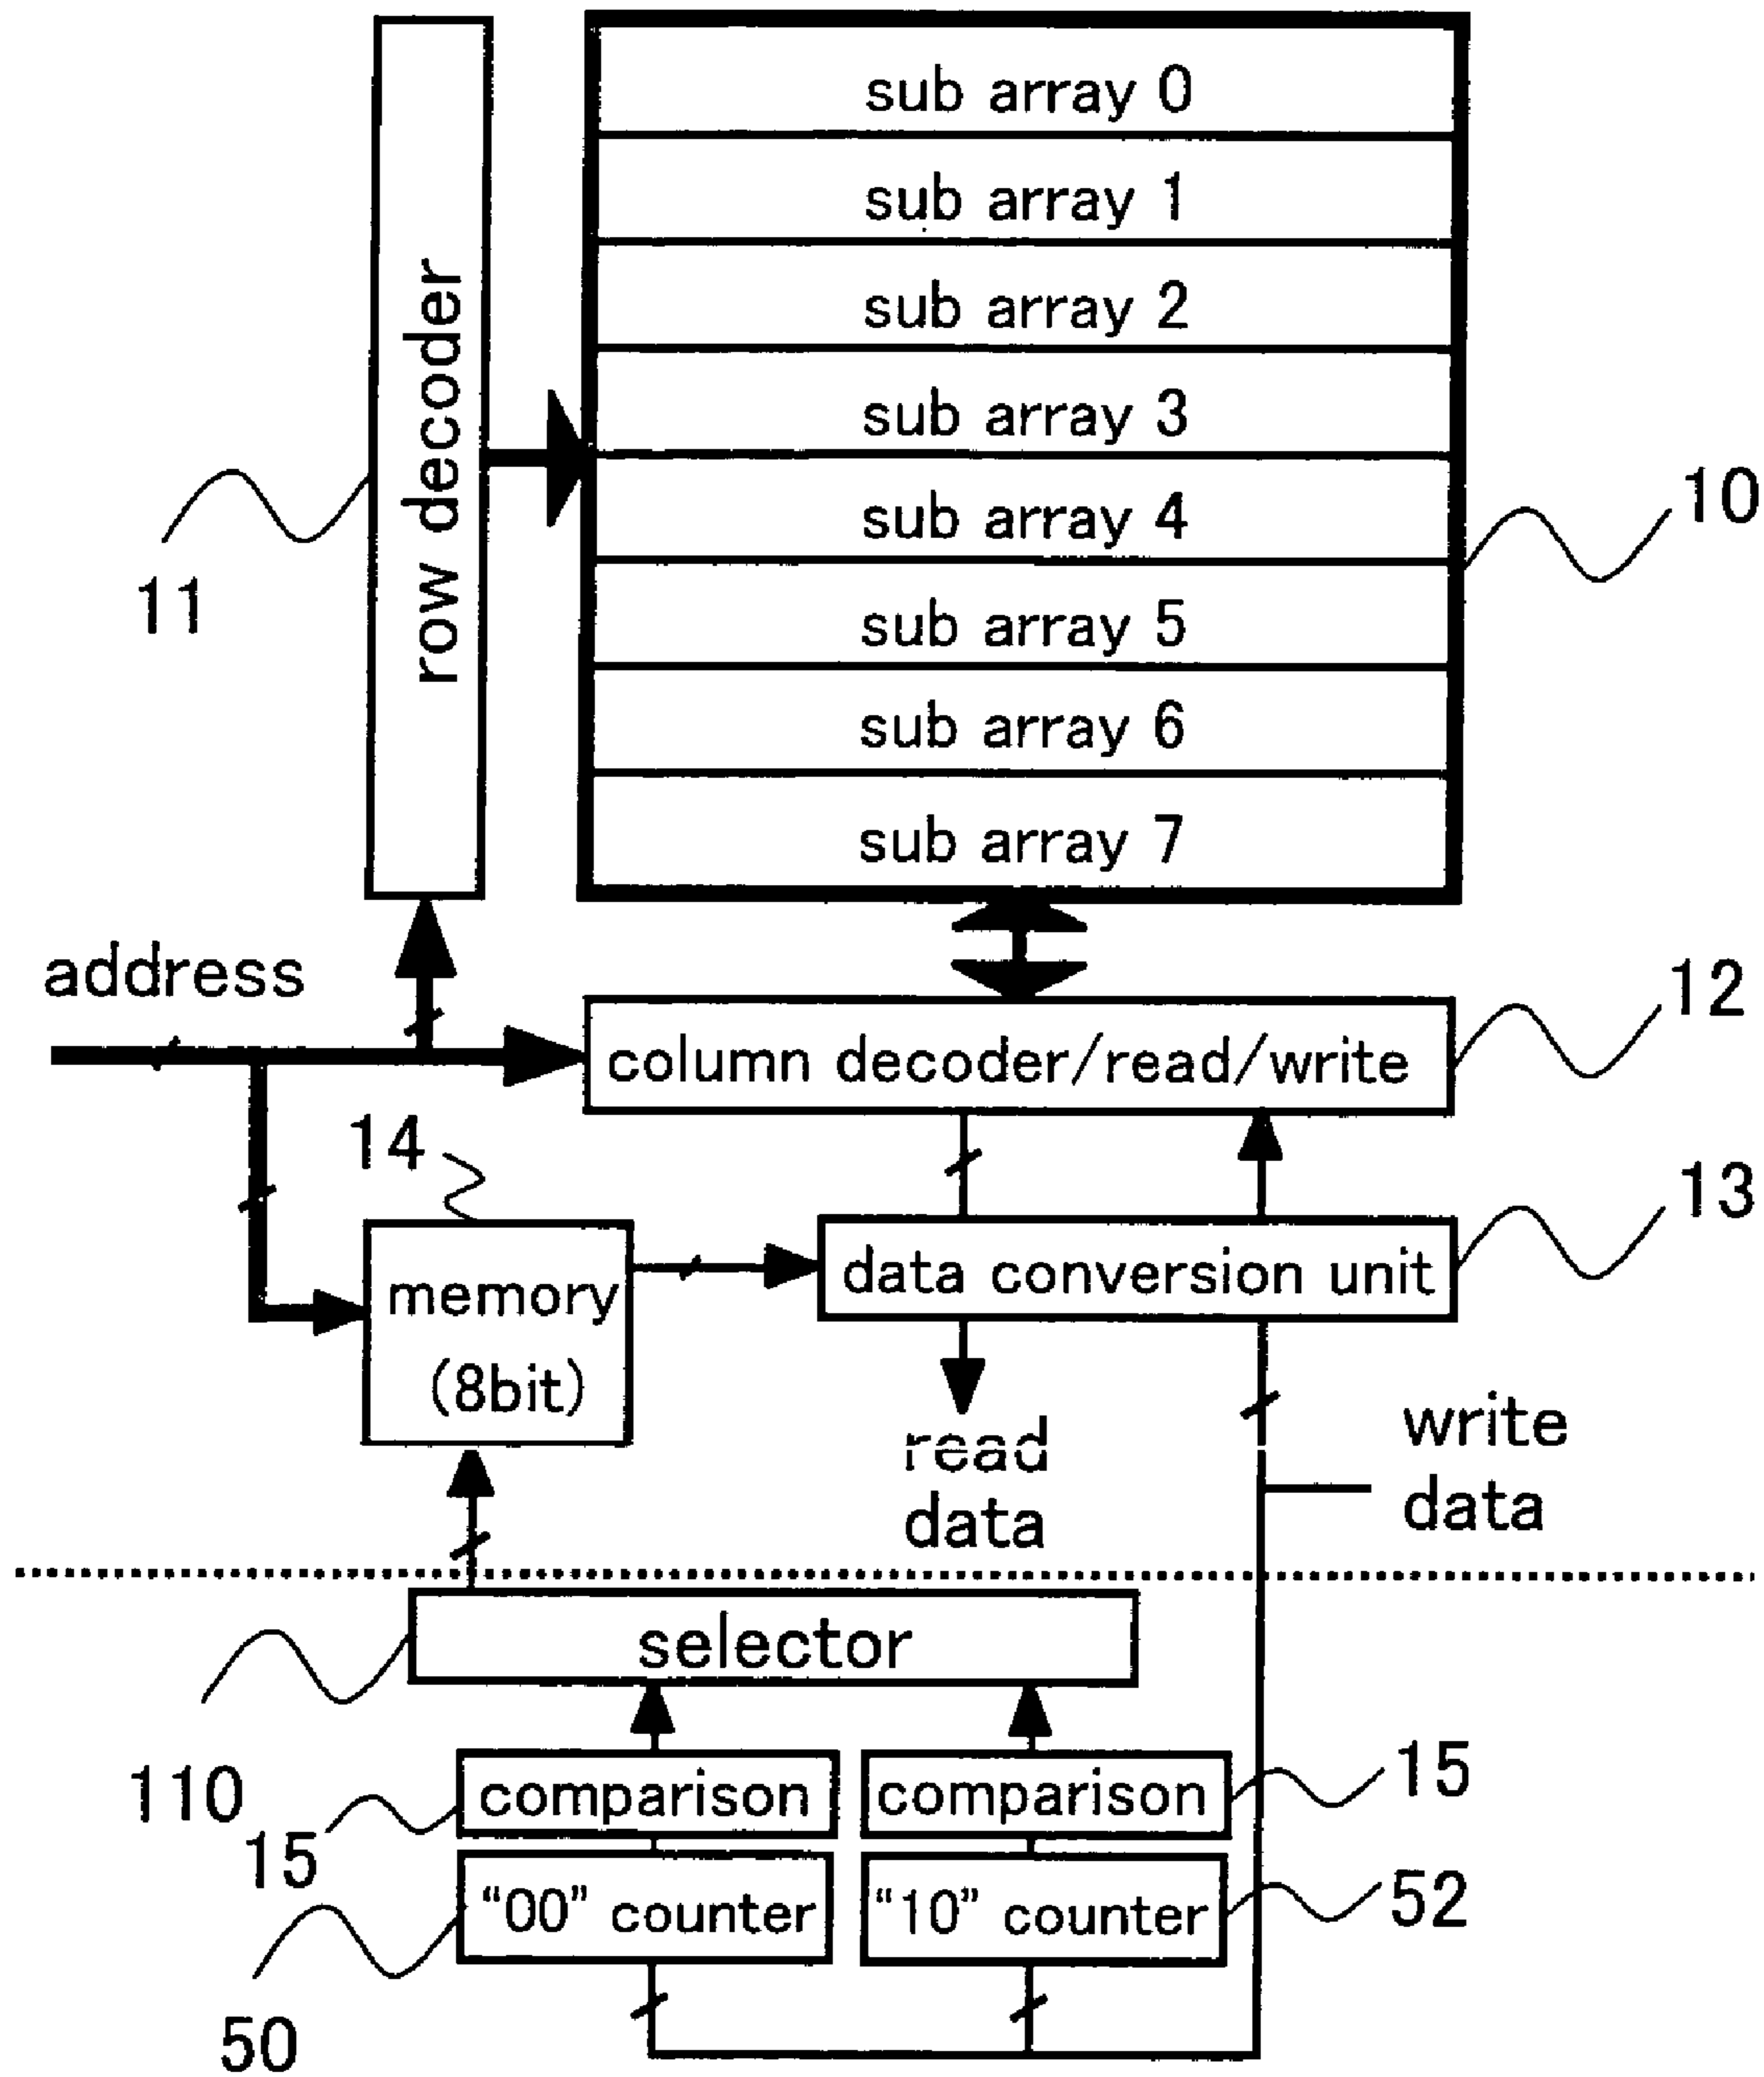 sub array 0
sub array 1
sub array 2
row decoder
sub array 3
10
sub array 4
11
sub array 5
sub array 6
sub array 7
address
12
column decoder/read/write
14
13
data conversion unit
memory
(8bit)
read
data
write
data
selector
110
comparison
comparison
15
15
“00” counter
“10” counter
52
50